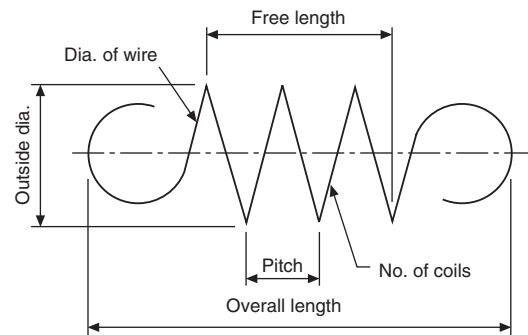 Free length
Dia. of wire
Outside dia.
Pitch
No. of coils
Overall length